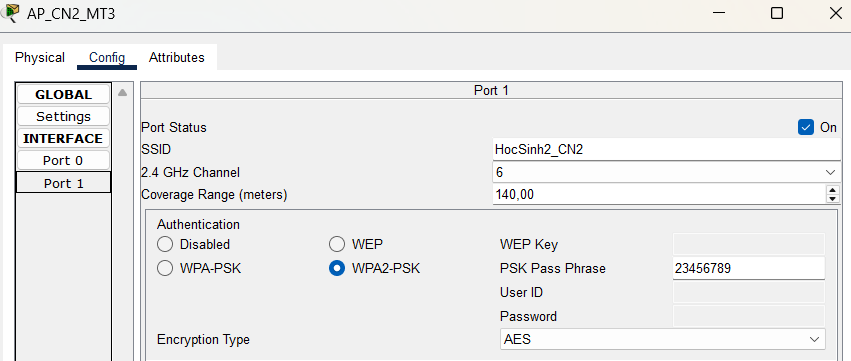 AP_CN2_MT3
Physical Config Attributes
GLOBAL
Settings
INTERFACE
Port 0
Port 1
Port 1
Port Status On
SSID HocSinh2_CN2
2.4 GHz Channel 6
Coverage Range (meters) 140,00
Authentication
Disabled WEP WEP Key
WPA-PSK WPA2-PSK PSK Pass Phrase 23456789
User ID
Password
Encryption Type AES